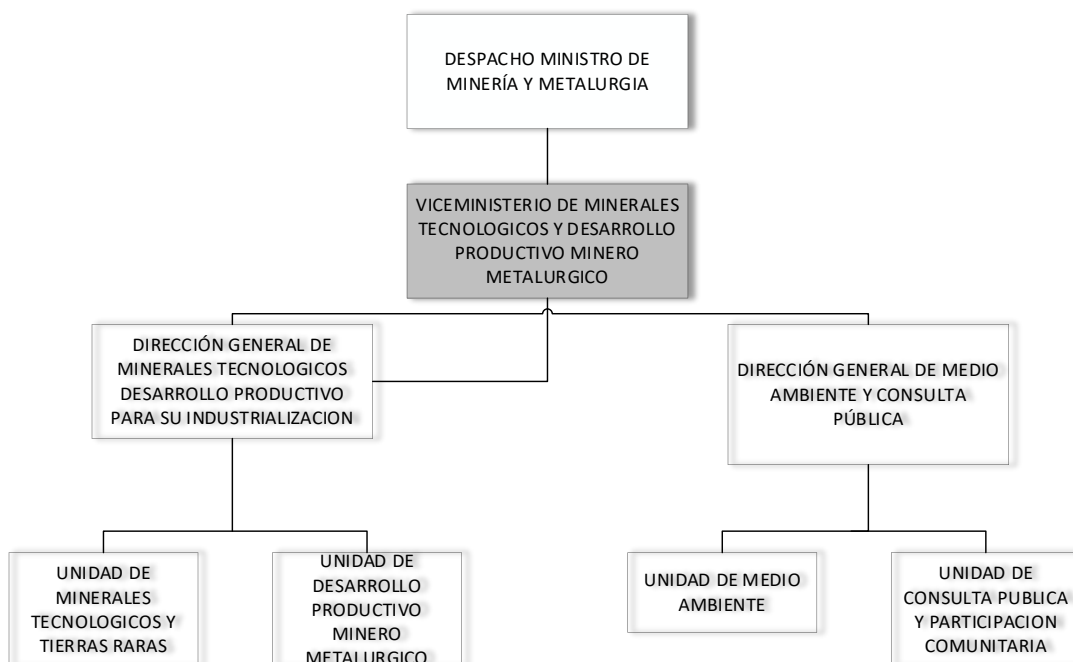 DESPACHO MINISTRO DE
MINERÍA Y METALURGIA
VICEMINISTERIO DE MINERALES
TECNOLOGICOS Y DESARROLLO
PRODUCTIVO MINERO
METALURGICO
DIRECCIÓN GENERAL DE
MINERALES TECNOLOGICOS
DESARROLLO PRODUCTIVO
PARA SU INDUSTRIALIZACION
DIRECCIÓN GENERAL DE MEDIO
AMBIENTE Y CONSULTA
PÚBLICA
UNIDAD DE
MINERALES
TECNOLOGICOS Y
TIERRAS RARAS
UNIDAD DE
DESARROLLO
PRODUCTIVO
MINERO
METALURGICO
UNIDAD DE MEDIO
AMBIENTE
UNIDAD DE
CONSULTA PUBLICA
Y PARTICIPACION
COMUNITARIA